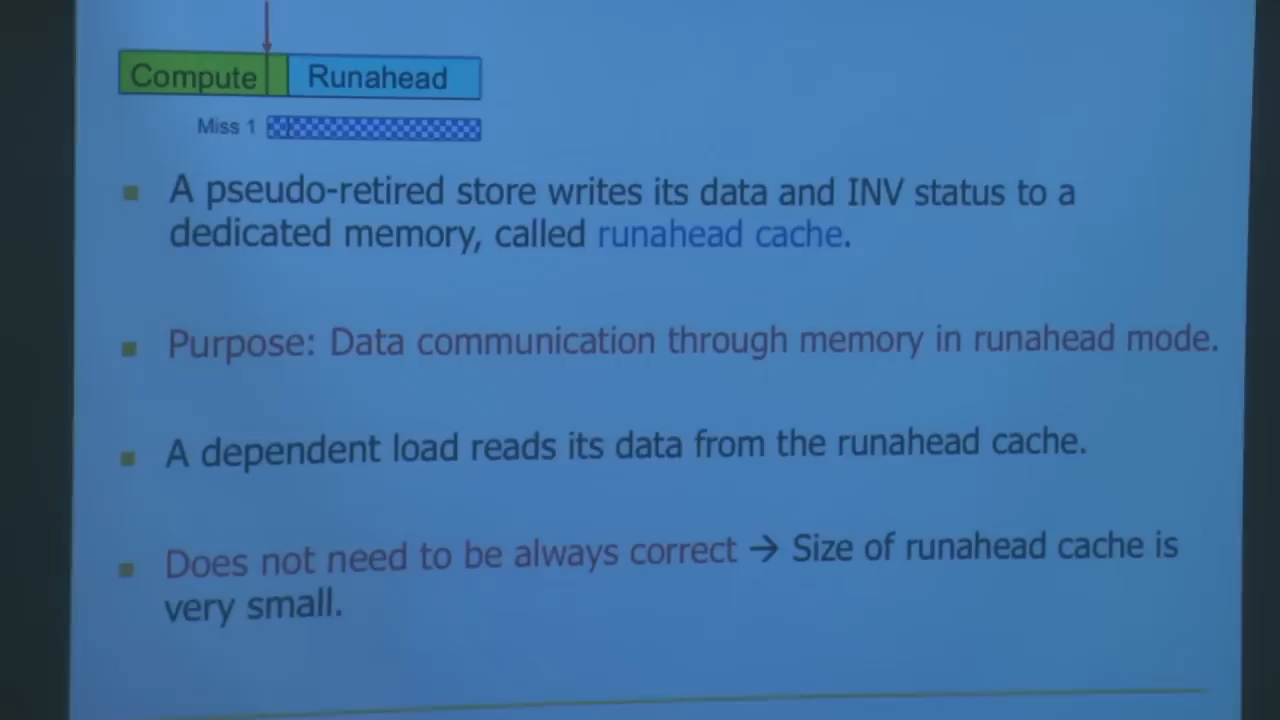 Compute Runahead
Miss 1
A pseudo-retired store writes its data and INV status to a
dedicated memory, called runahead cache.
Purpose: Data communication through memory in runahead mode.
A dependent load reads its data from the runahead cache.
Does not need to be always correct → Size of runahead cache is
very small.